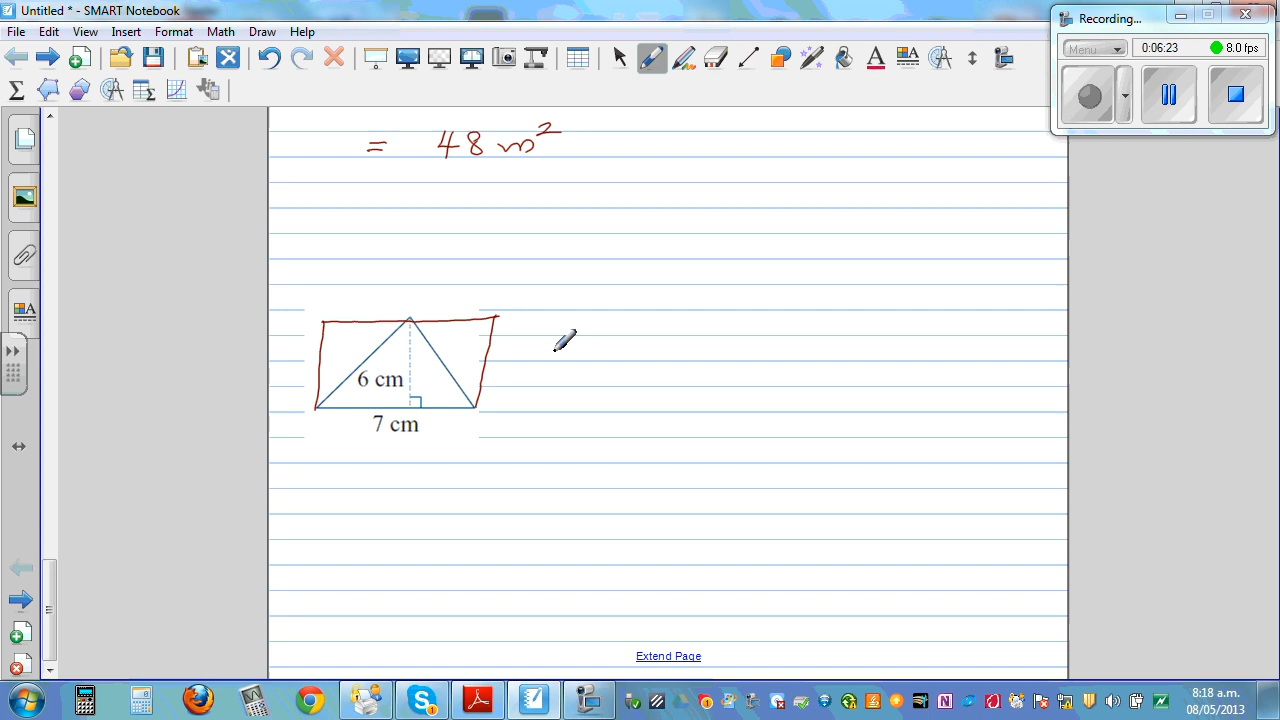 Untitled * - SMART Notebook
File Edit View Insert Format Math Draw Help
Recording...
Menu 0:06:23 8.0 fps
= 48 m²
6 cm
7 cm
Extend Page
8:18 a.m.
08/05/2013